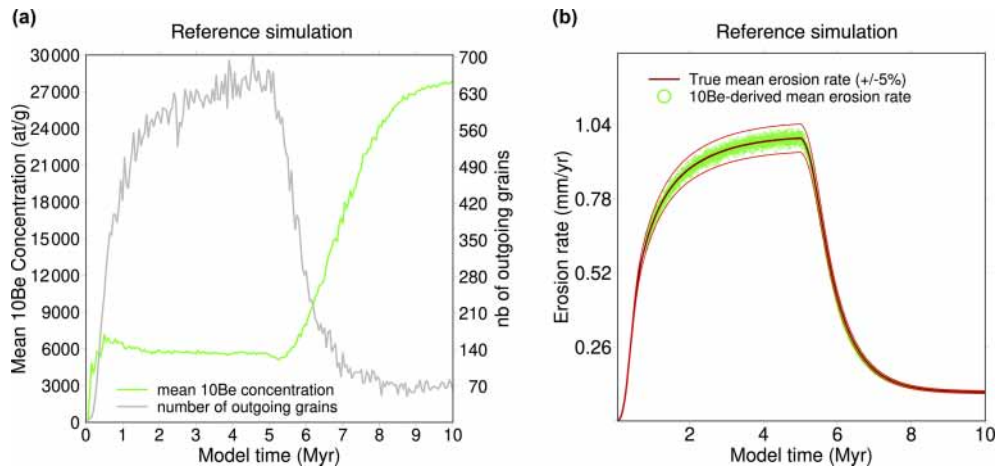 (a)
Reference simulation
30000
27000
24000
21000
18000
15000
12000
9000
6000
3000
0
Mean 10Be Concentration (at/g)
700
630
560
490
420
350
280
210
140
70
nb of outgoing grains
mean 10Be concentration
number of outgoing grains
0 1 2 3 4 5 6 7 8 9 10
Model time (Myr)
(b)
Reference simulation
True mean erosion rate (+/-5%)
10Be-derived mean erosion rate
1.04
0.78
0.52
0.26
Erosion rate (mm/yr)
2 4 6 8 10
Model time (Myr)